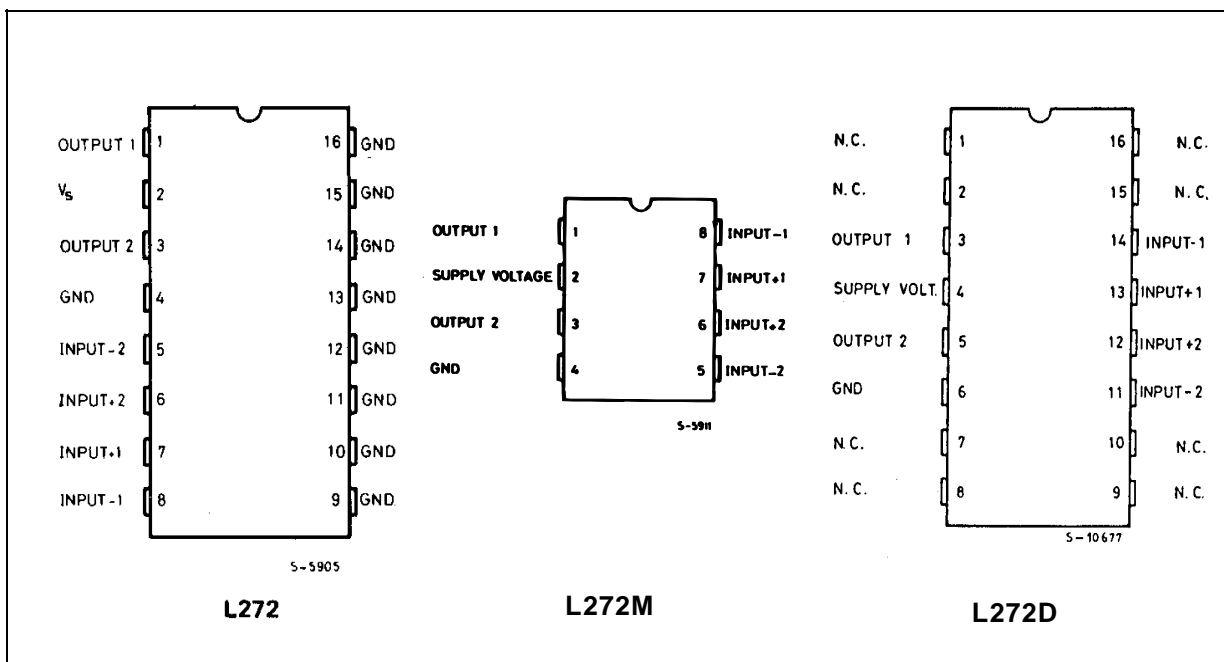 OUTPUT 1 1 16 GND
Vs 2 15 GND
OUTPUT 2 3 14 GND
GND 4 13 GND
INPUT-2 5 12 GND
INPUT+2 6 11 GND
INPUT+1 7 10 GND
INPUT-1 8 9 GND
S-5905
L272
OUTPUT 1 1 8 INPUT-1
SUPPLY VOLTAGE 2 7 INPUT+1
OUTPUT 2 3 6 INPUT+2
GND 4 5 INPUT-2
S-5911
L272M
N.C. 1 16 N.C.
N.C. 2 15 N.C.
OUTPUT 1 3 14 INPUT-1
SUPPLY VOLT. 4 13 INPUT+1
OUTPUT 2 5 12 INPUT+2
GND 6 11 INPUT-2
N.C. 7 10 N.C.
N.C. 8 9 N.C.
S-10677
L272D